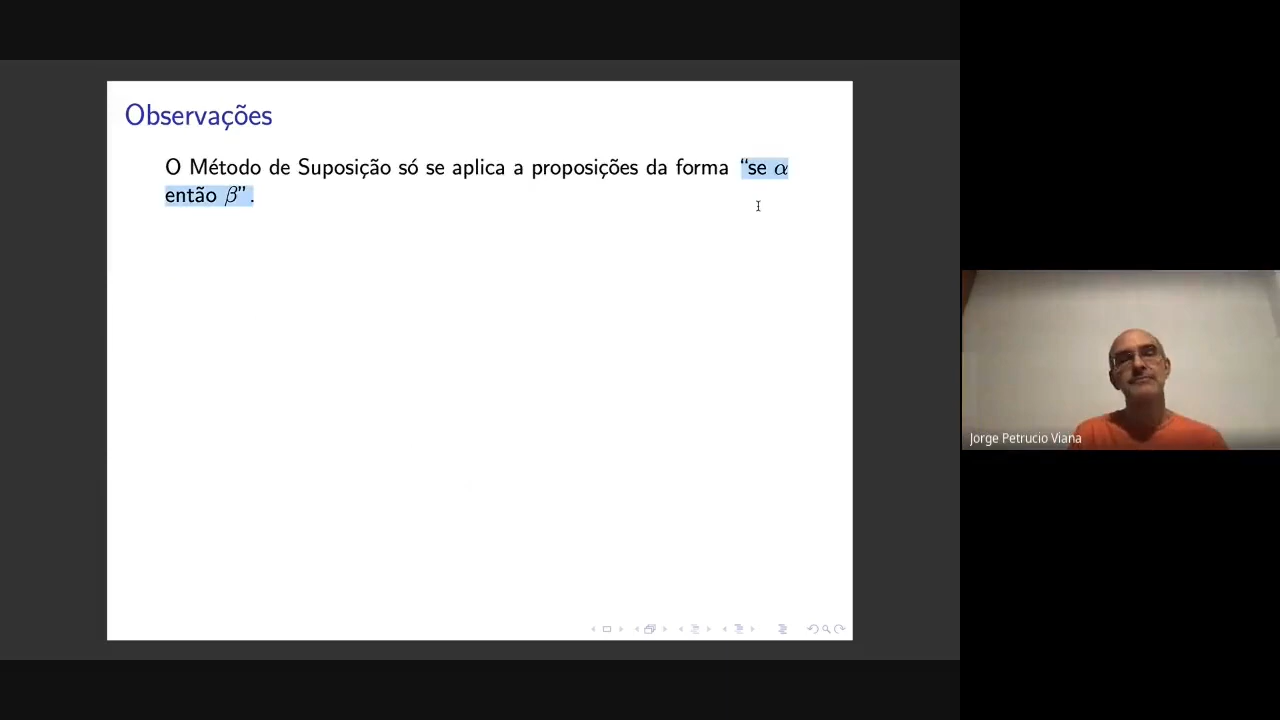 Observações
O Método de Suposição só se aplica a proposições da forma “se α
então β”.
Jorge Petrucio Viana